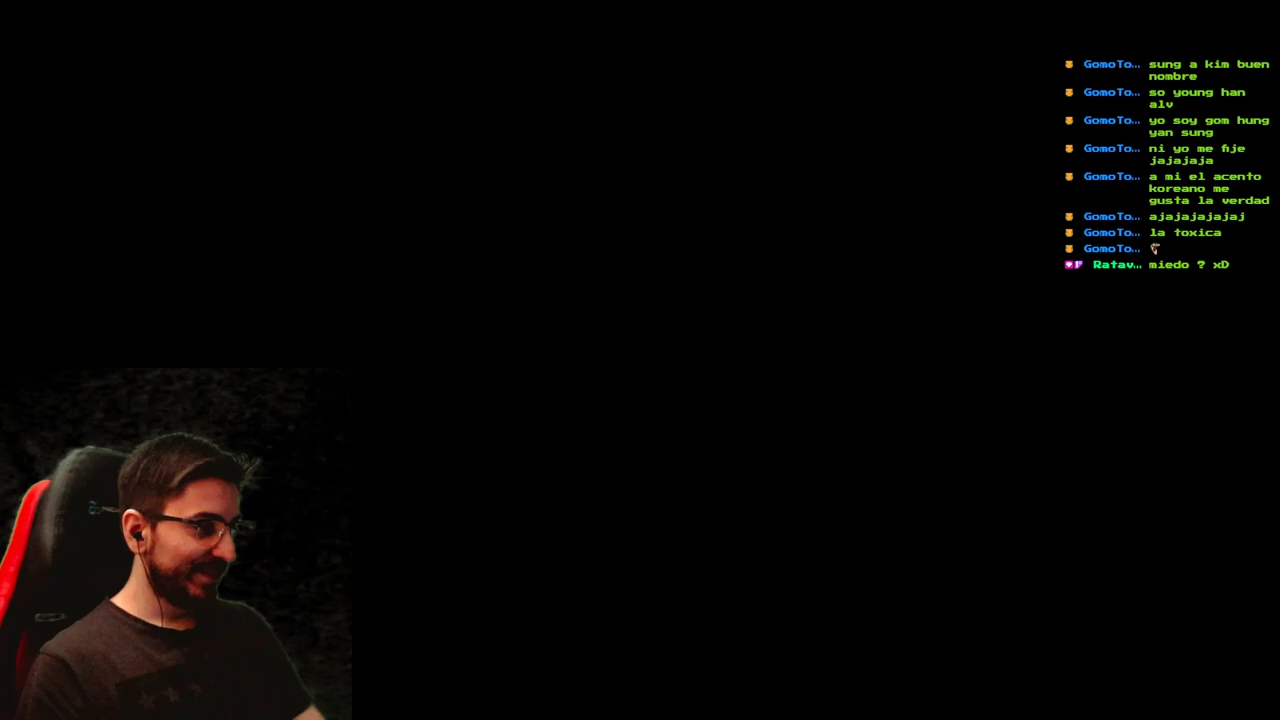 GomoTo… sung a kim buen
nombre
GomoTo… so young han
alv
GomoTo… yo soy gom hung
yan sung
GomoTo… ni yo me fije
jajajaja
GomoTo… a mi el acento
koreano me
gusta la verdad
GomoTo… ajajajajajaj
GomoTo… la toxica
GomoTo…
Ratav… miedo ? xD